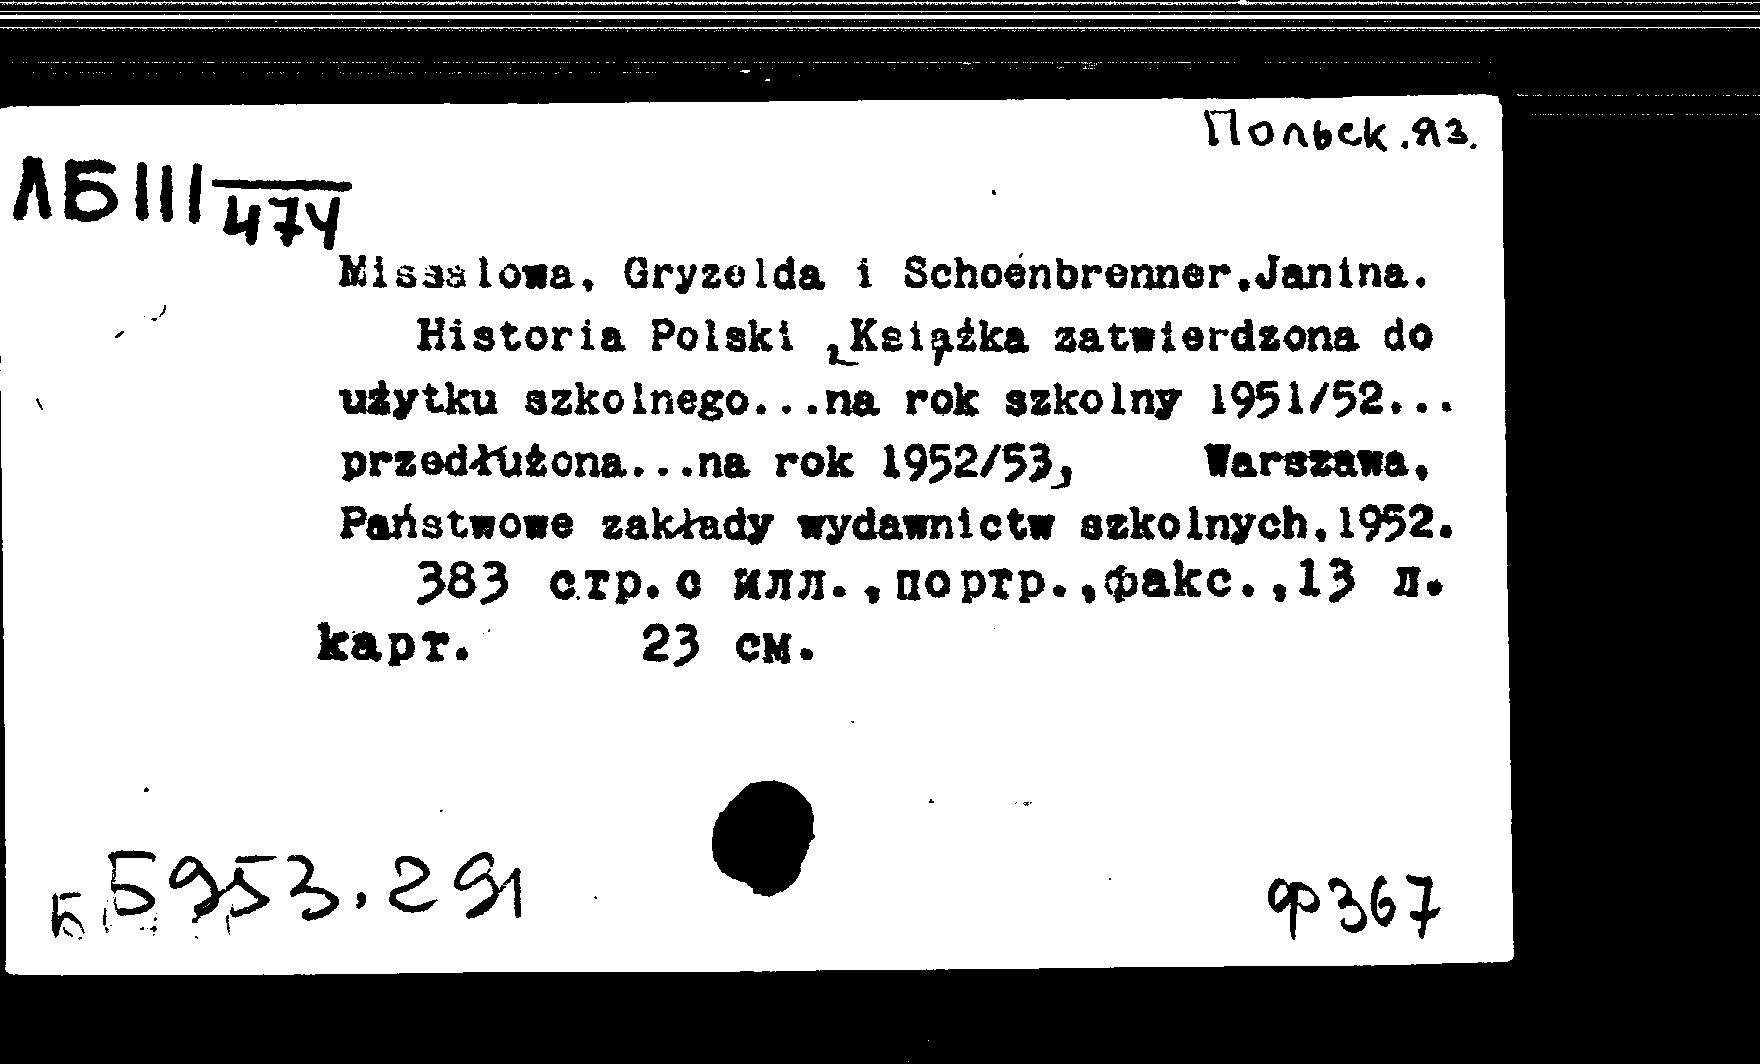 Польск.яз.
ЛБIII 474
Missalowa, Gryzelda i Schoenbrenner, Janina.
Historia Polski , Książka zatwierdzona do
użytku szkolnego...na rok szkolny 1951/52...
przedłużona...na rok 1952/53, Warszawa,
Państwowe zakłady wydawnictw szkolnych, 1952.
383 стр. с илл., портр., факс., 13 л.
карт. 23 см.
Б 5953.291
ф367